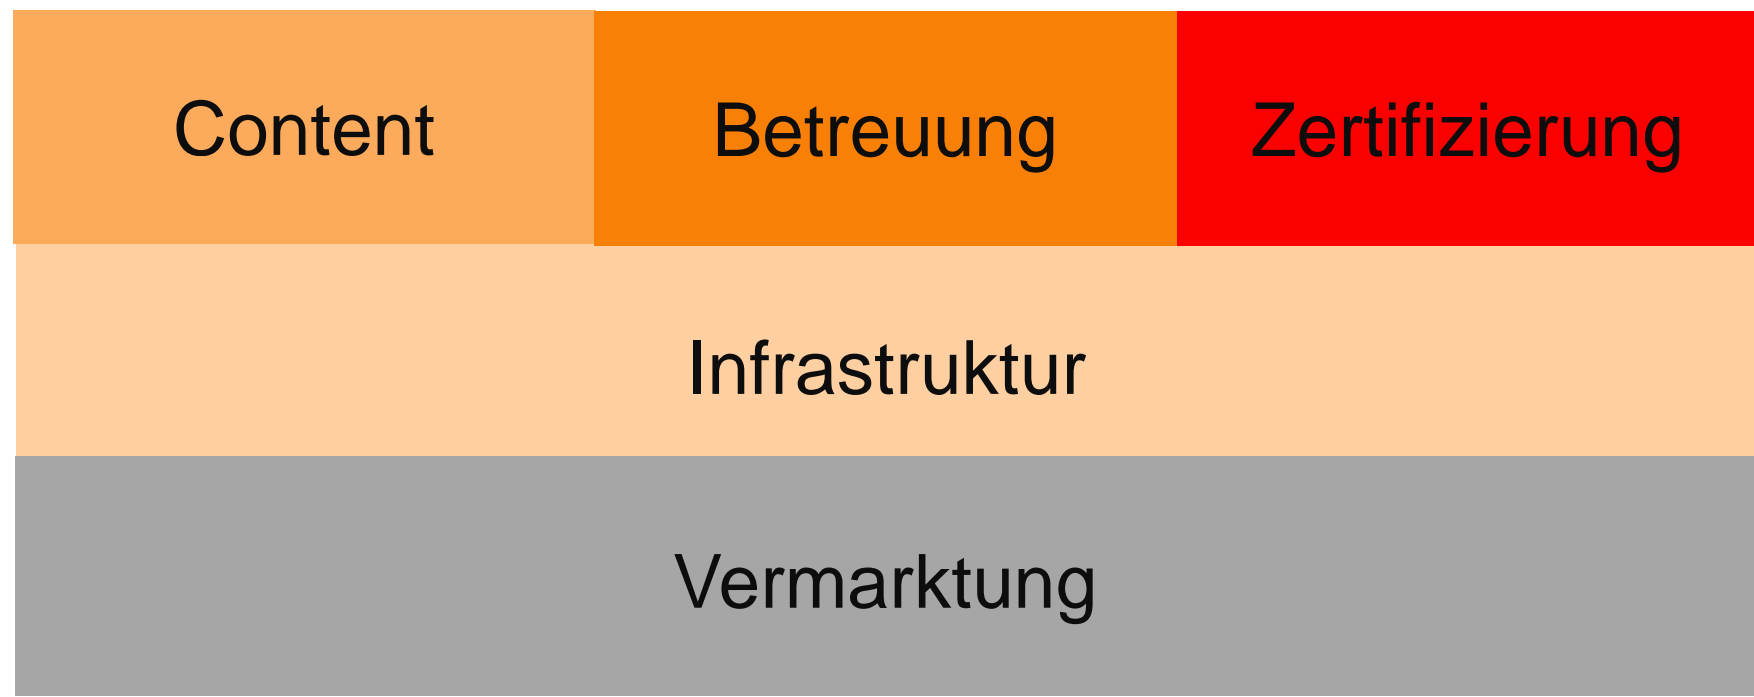 Content
Betreuung
Zertifizierung
Infrastruktur
Vermarktung